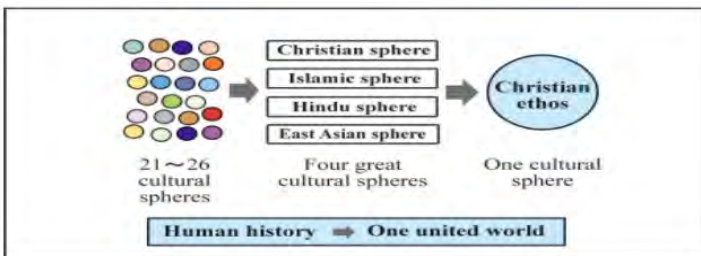 Christian sphere
Islamic sphere
Hindu sphere
East Asian sphere
Christian
ethos
21～26
cultural
spheres
Four great
cultural spheres
One cultural
sphere
Human history ➡ One united world